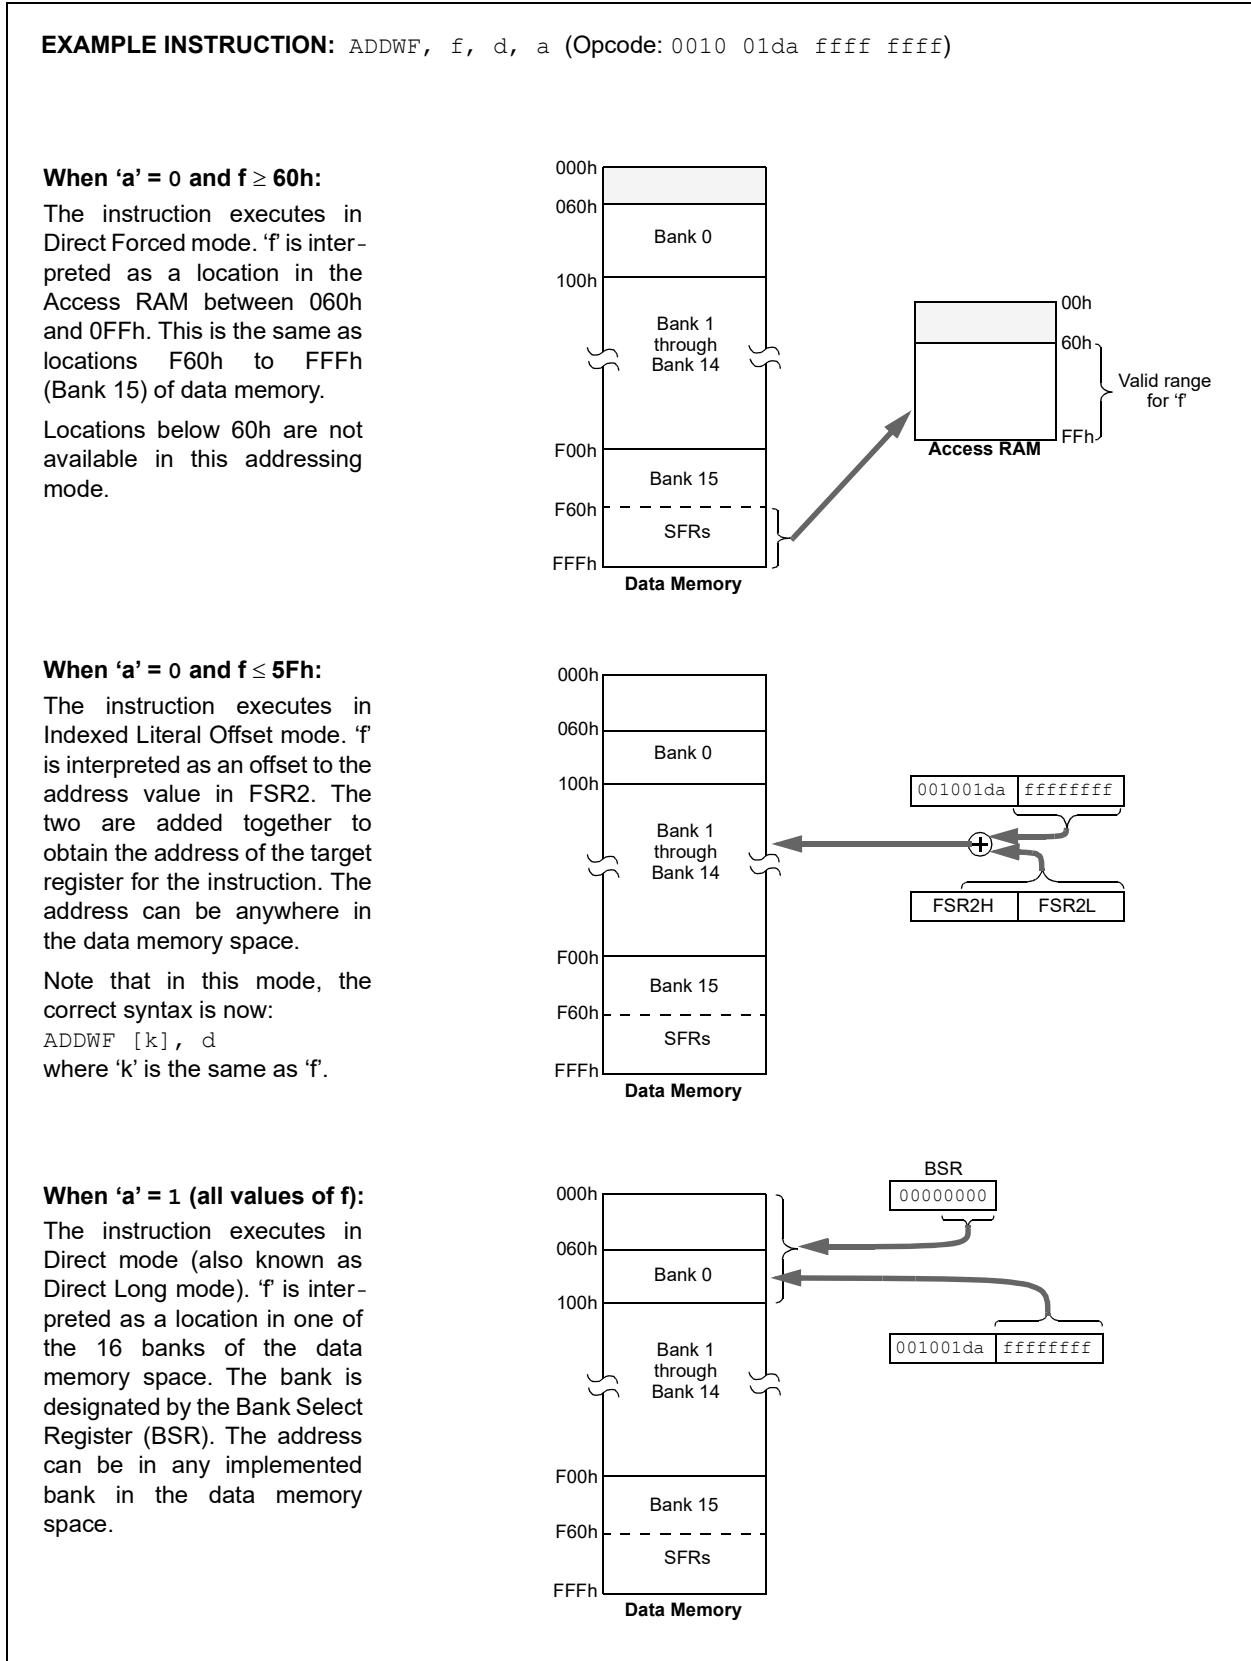 EXAMPLE INSTRUCTION: ADDWF, f, d, a (Opcode: 0010 01da ffff ffff)
When ‘a’ = 0 and f ≥ 60h:
The instruction executes in
Direct Forced mode. ‘f’ is inter-
preted as a location in the
Access RAM between 060h
and 0FFh. This is the same as
locations F60h to FFFh
(Bank 15) of data memory.
Locations below 60h are not
available in this addressing
mode.
000h
060h
Bank 0
100h
Bank 1
through
Bank 14
F00h
Bank 15
F60h
SFRs
FFFh
Data Memory
00h
60h
Valid range
for ‘f’
FFh
Access RAM
When ‘a’ = 0 and f ≤ 5Fh:
The instruction executes in
Indexed Literal Offset mode. ‘f’
is interpreted as an offset to the
address value in FSR2. The
two are added together to
obtain the address of the target
register for the instruction. The
address can be anywhere in
the data memory space.
Note that in this mode, the
correct syntax is now:
ADDWF [k], d
where ‘k’ is the same as ‘f’.
000h
060h
Bank 0
100h
Bank 1
through
Bank 14
F00h
Bank 15
F60h
SFRs
FFFh
Data Memory
001001da ffffffff
FSR2H FSR2L
When ‘a’ = 1 (all values of f):
The instruction executes in
Direct mode (also known as
Direct Long mode). ‘f’ is inter-
preted as a location in one of
the 16 banks of the data
memory space. The bank is
designated by the Bank Select
Register (BSR). The address
can be in any implemented
bank in the data memory
space.
000h
060h
Bank 0
100h
Bank 1
through
Bank 14
F00h
Bank 15
F60h
SFRs
FFFh
Data Memory
BSR
00000000
001001da ffffffff